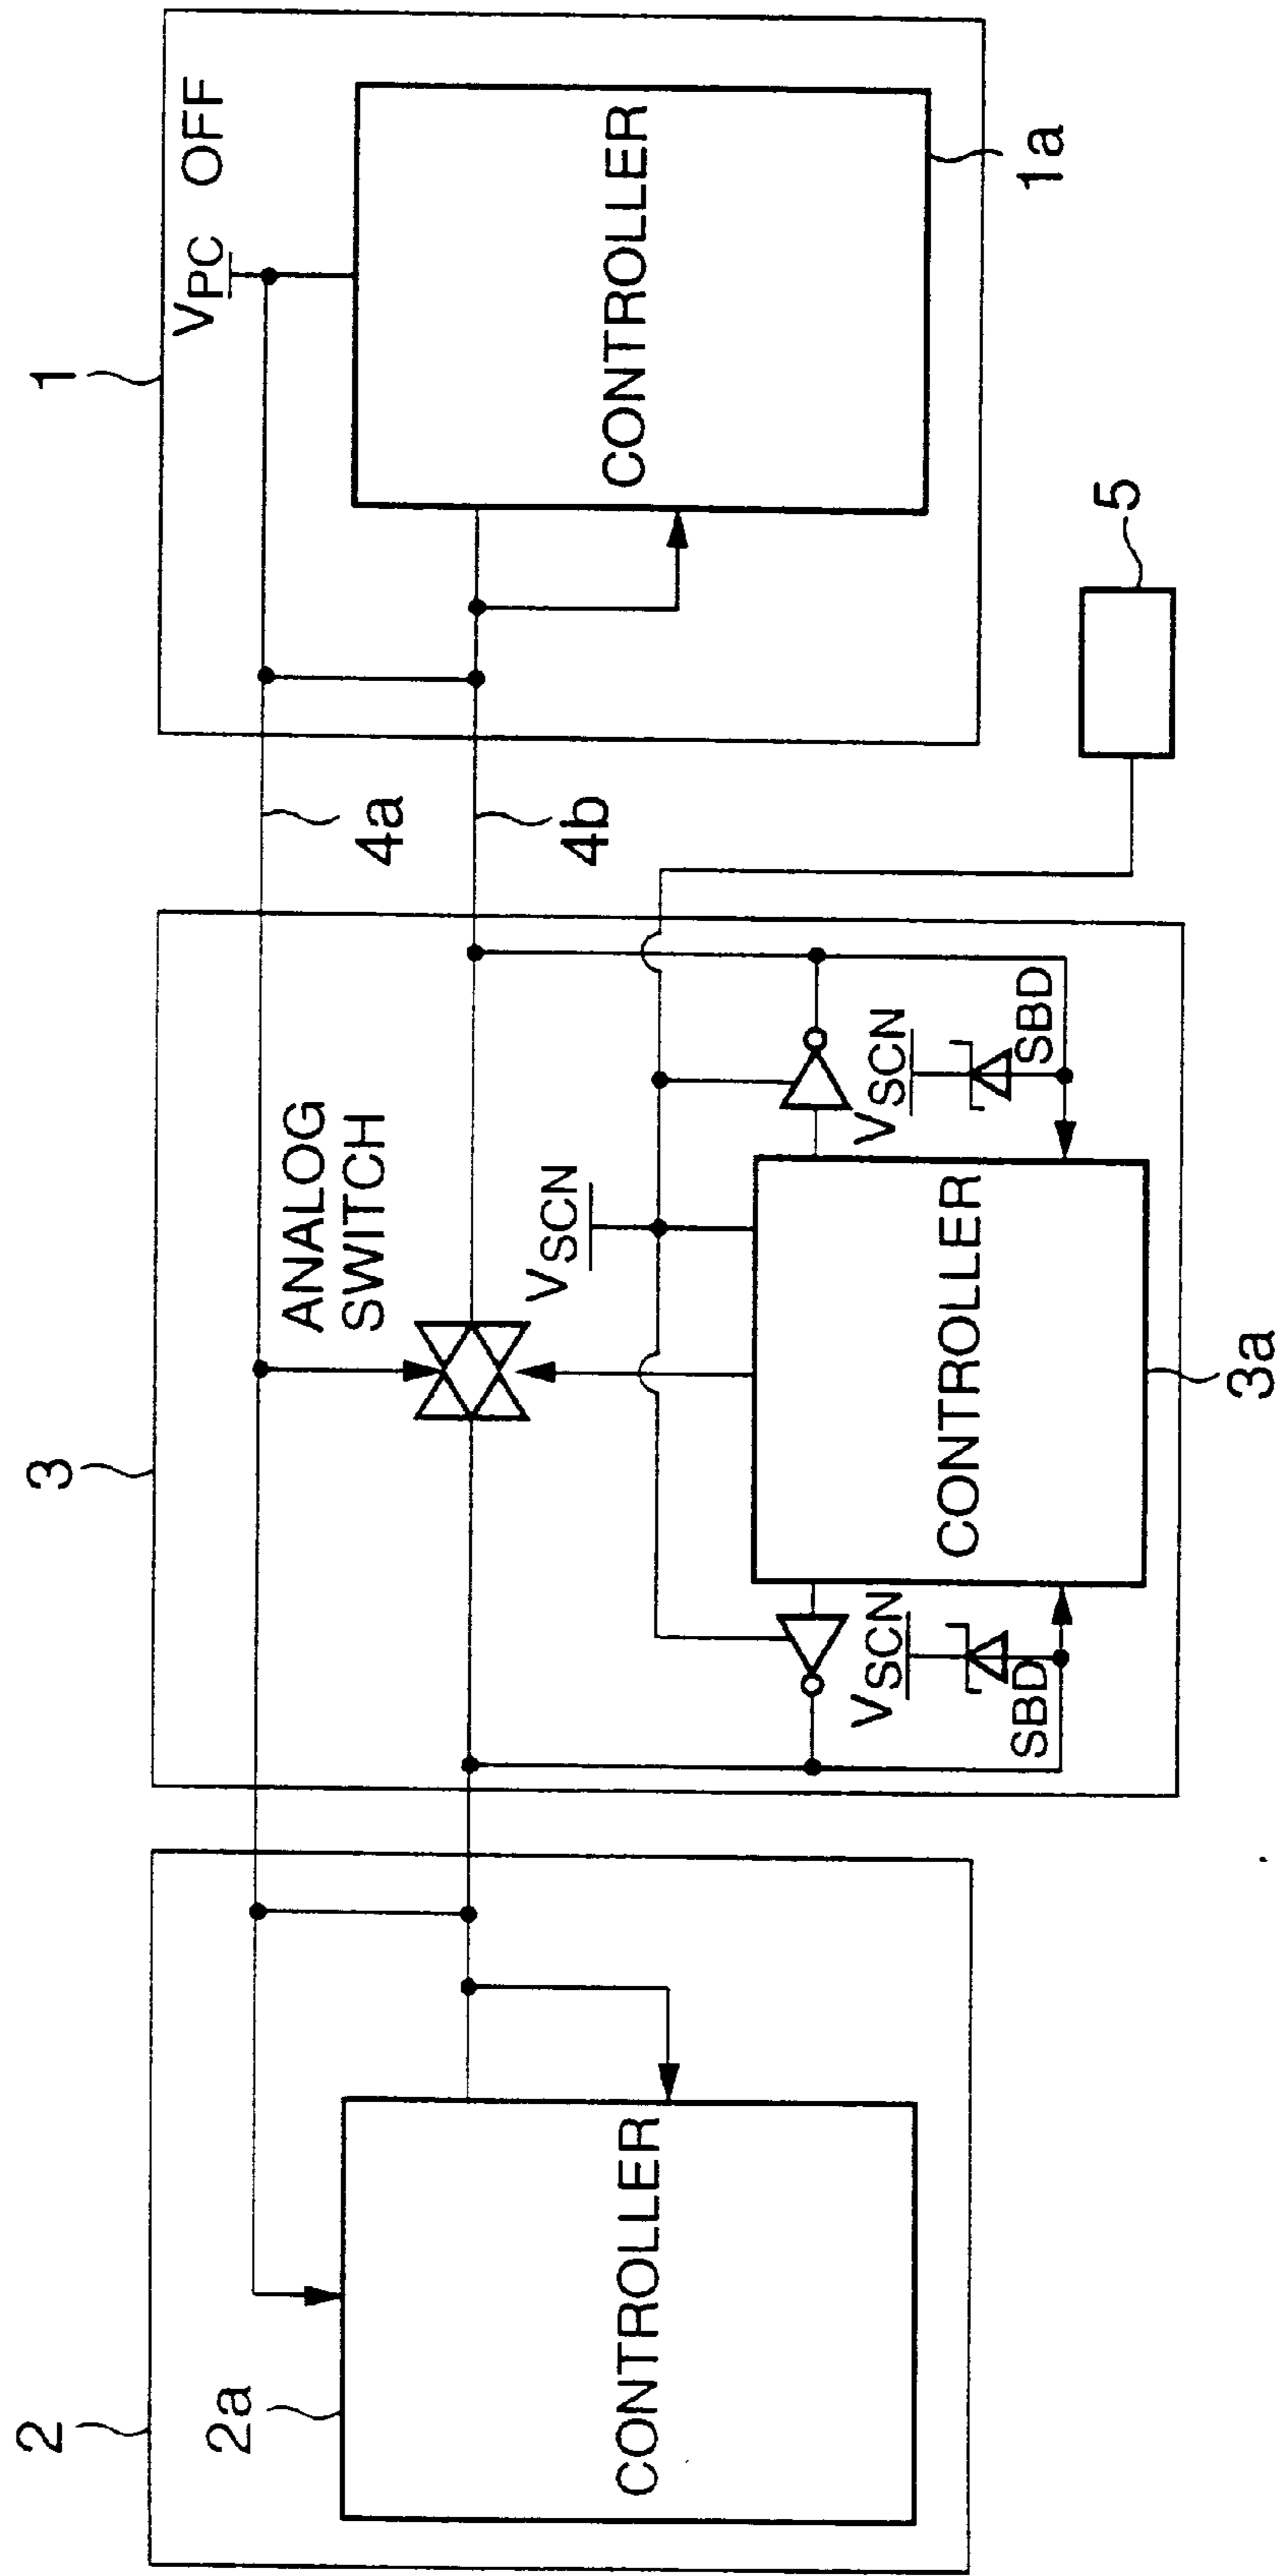 2
3
1
2a
CONTROLLER
ANALOG
SWITCH
4a
4b
VPC OFF
CONTROLLER
1a
VSCN
VSCN
SBD
CONTROLLER
3a
VSCN
SBD
5